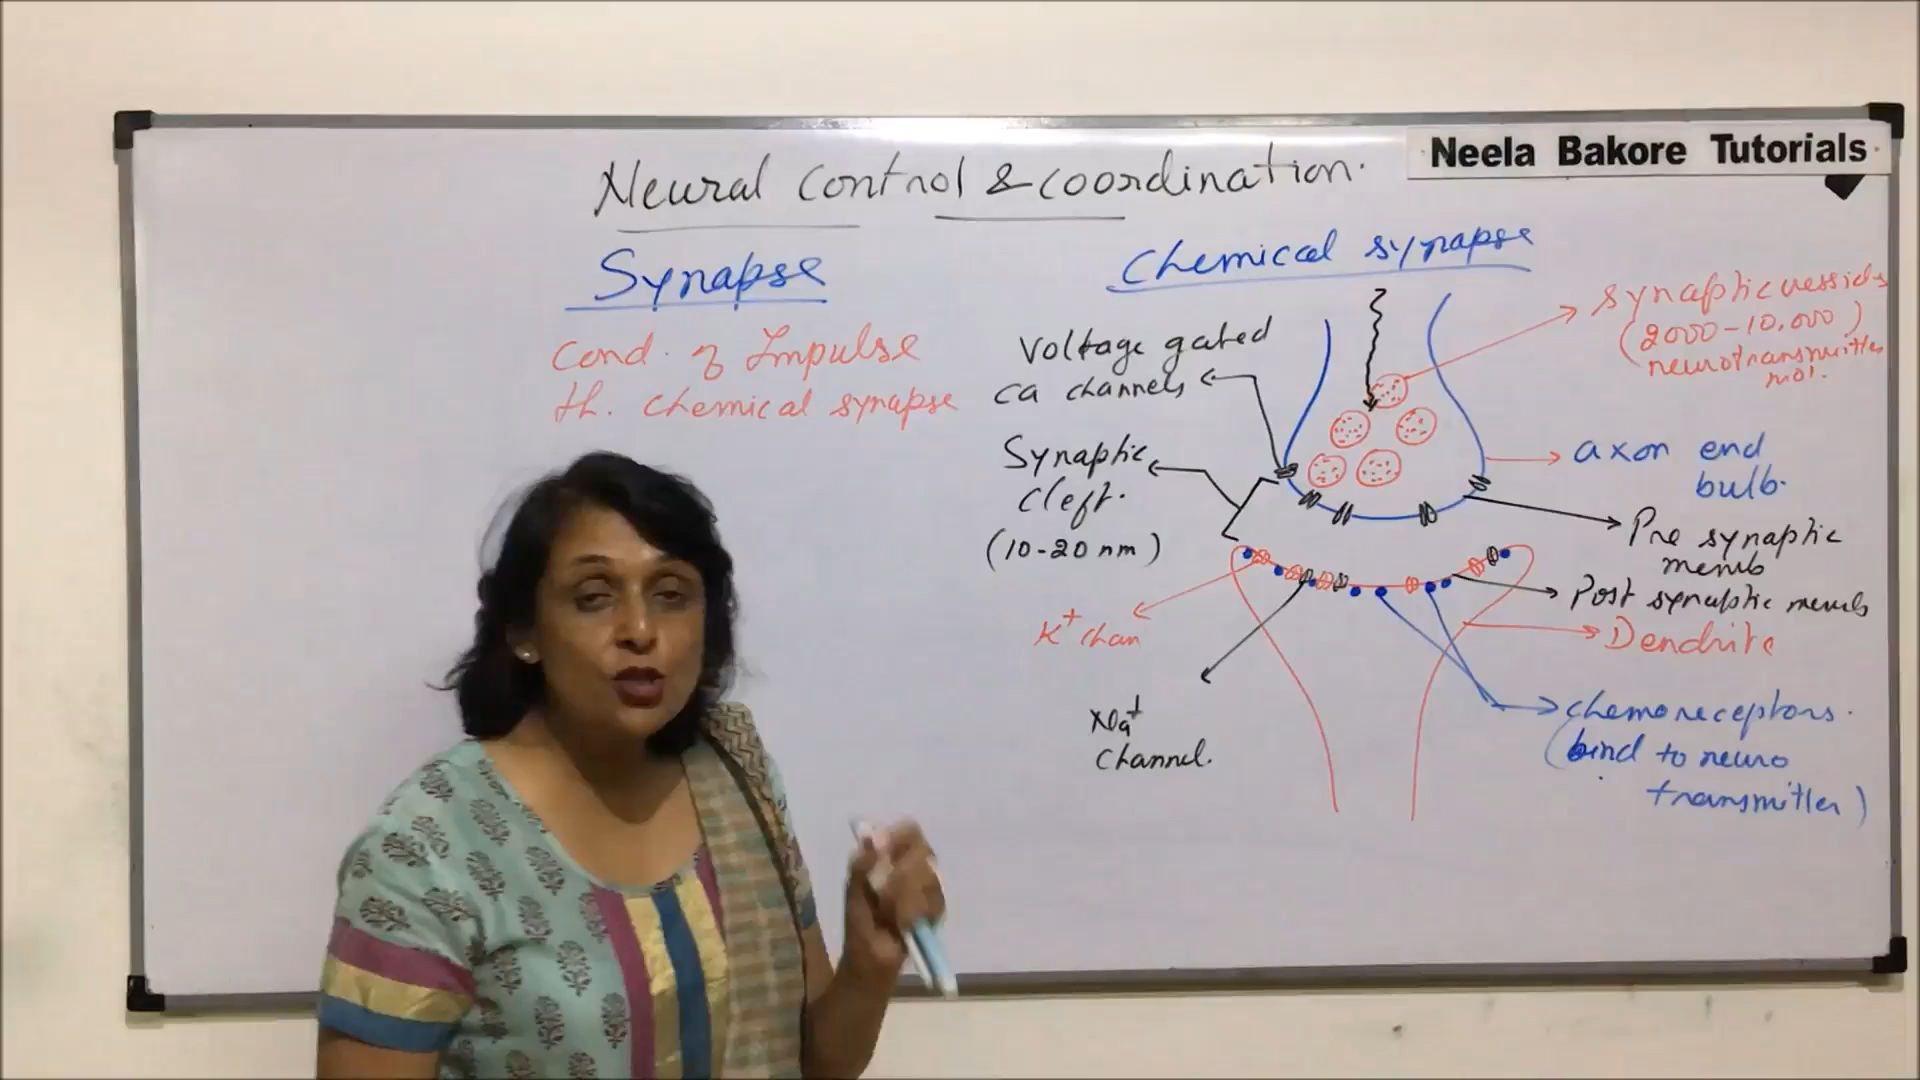 Neela Bakore Tutorials
Neural control & coordination.
Synapse
Cond. of Impulse
th. chemical synapse
Chemical synapse
Voltage gated
ca channels
Synaptic
cleft.
(10-20 nm)
K+ chan
Na+
channel.
synaptic vessicls
(2000-10,000)
neurotransmitter
mol.
axon end
bulb.
Pre synaptic
memb
Post synaptic memb
Dendrite
chemoreceptors.
(bind to neuro
transmitter)